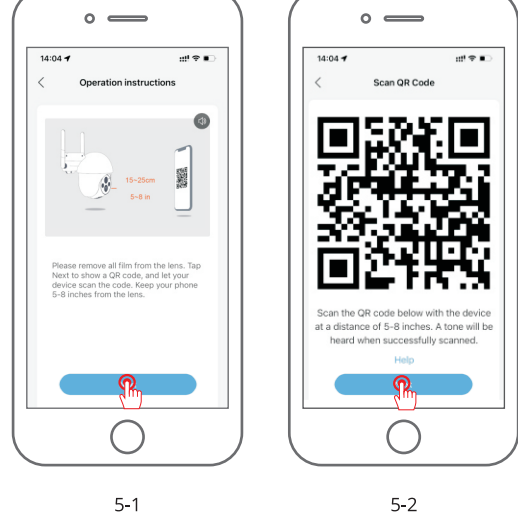 14:04
Operation instructions
15~25cm
5~8 in
Please remove all film from the lens. Tap
Next to show a QR code, and let your
device scan the code. Keep your phone
5-8 inches from the lens.
5-1
14:04
Scan QR Code
Scan the QR code below with the device
at a distance of 5-8 inches. A tone will be
heard when successfully scanned.
Help
5-2